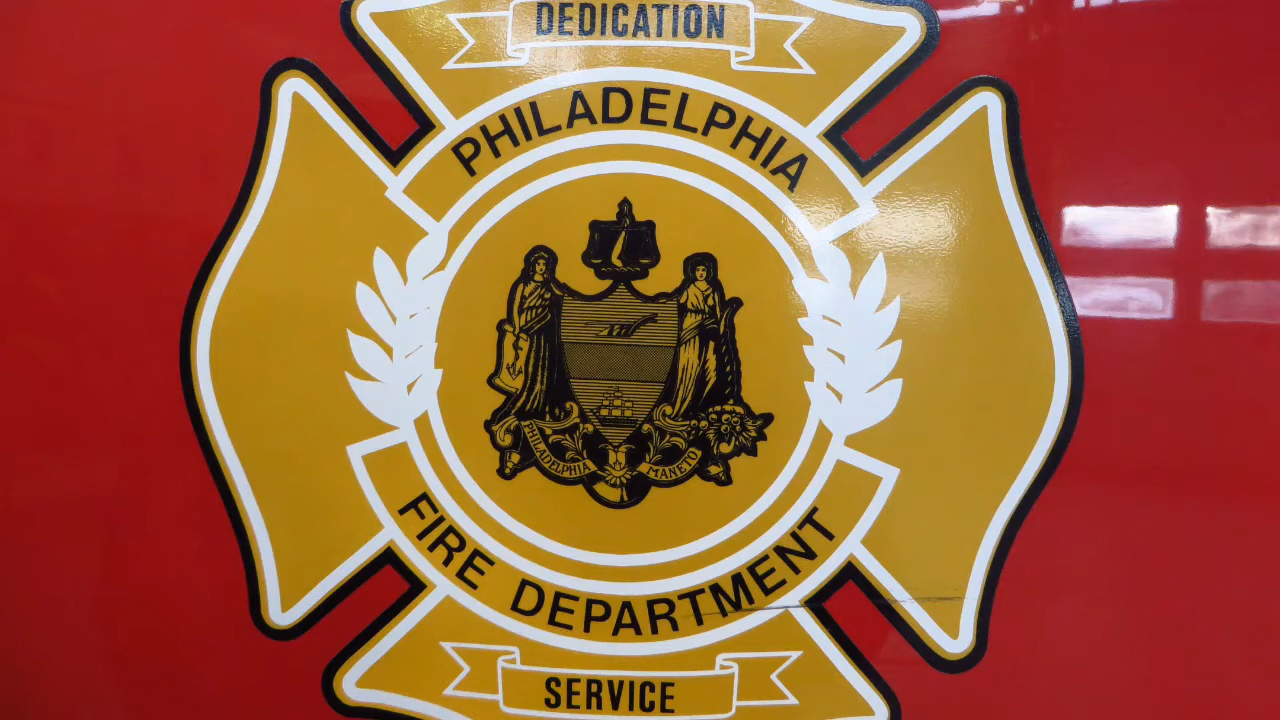 DEDICATION
PHILADELPHIA
PHILADELPHIA MANETO
FIRE DEPARTMENT
SERVICE